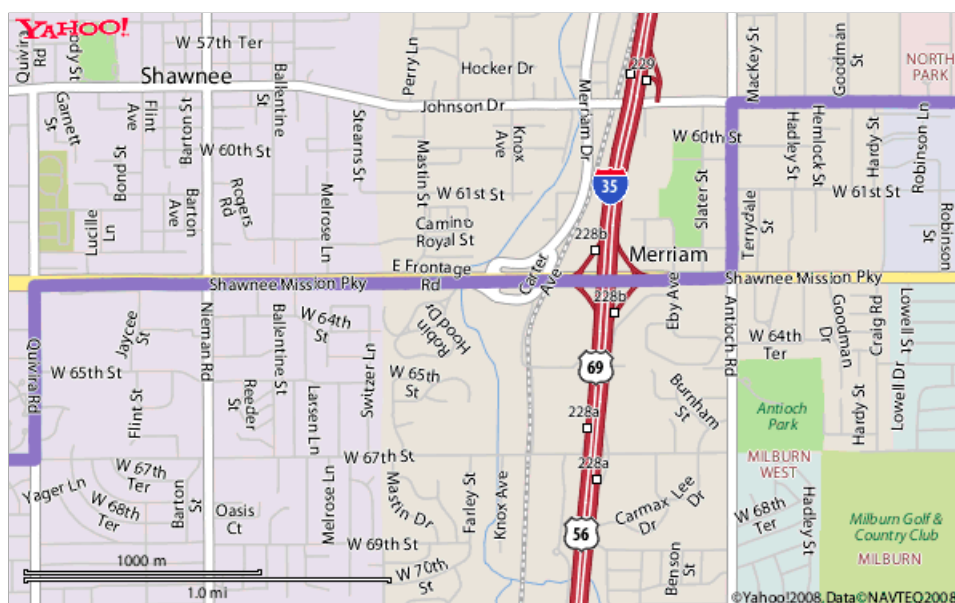 YAHOO!
Quivira
Rd
ody St
W 57th Ter
Shawnee
Ballentine
St
Perry Ln
Hocker Dr
Johnson Dr
Merriam Dr
229
Mackey St
Goodman
St
NORTH
PARK
Garnett
St
Flint
Ave
Barton St
Bond St
W 60th St
Stearns St
Knox
Ave
Mastin St
W 61st St
35
W 60th St
Slater St
Hadley St
Hemlock St
Hardy St
Robinson Ln
W 61st St
Robinson
St
Terrydale
St
Lucille
Ln
Barton
Ave
Rogers
Rd
Melrose Ln
Camino
Royal St
228b
Merriam
E Frontage
Rd
Carter
Ave
Shawnee Mission Pky
Shawnee Mission Pky
228b
Eby Ave
Antioch Rd
Quivira Rd
Jaycee
St
Nieman Rd
Ballentine St
W 64th
St
Robin
Hood Dr
W 64th
Ter
Goodman
Dr
Craig Rd
Lowell St
W 65th St
Flint St
Reeder
St
Larsen Ln
Switzer Ln
W 65th
St
69
228a
Burnham
St
Antioch
Park
Hardy St
Lowell Dr
W 67th St
228a
MILBURN
WEST
Yager Ln
W 67th
Ter
W 68th
Ter
Barton
St
Oasis
Ct
Melrose Ln
Mastin Dr
Farley St
Knox Ave
56
Carmax
Dr
Lee
Dr
W 68th
Ter
Hadley St
Milburn Golf &
Country Club
MILBURN
W 69th St
W 70th
St
Benson
St
1000 m
1.0 mi
©Yahoo!2008, Data©NAVTEQ2008